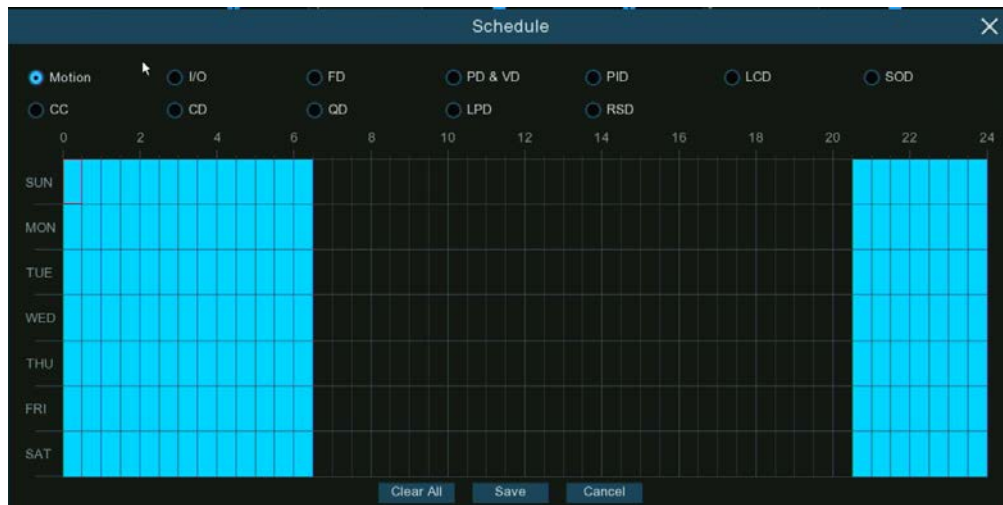 Schedule
Motion I/O FD PD & VD PID LCD SOD
CC CD QD LPD RSD
0 2 4 6 8 10 12 14 16 18 20 22 24
SUN
MON
TUE
WED
THU
FRI
SAT
Clear All Save Cancel